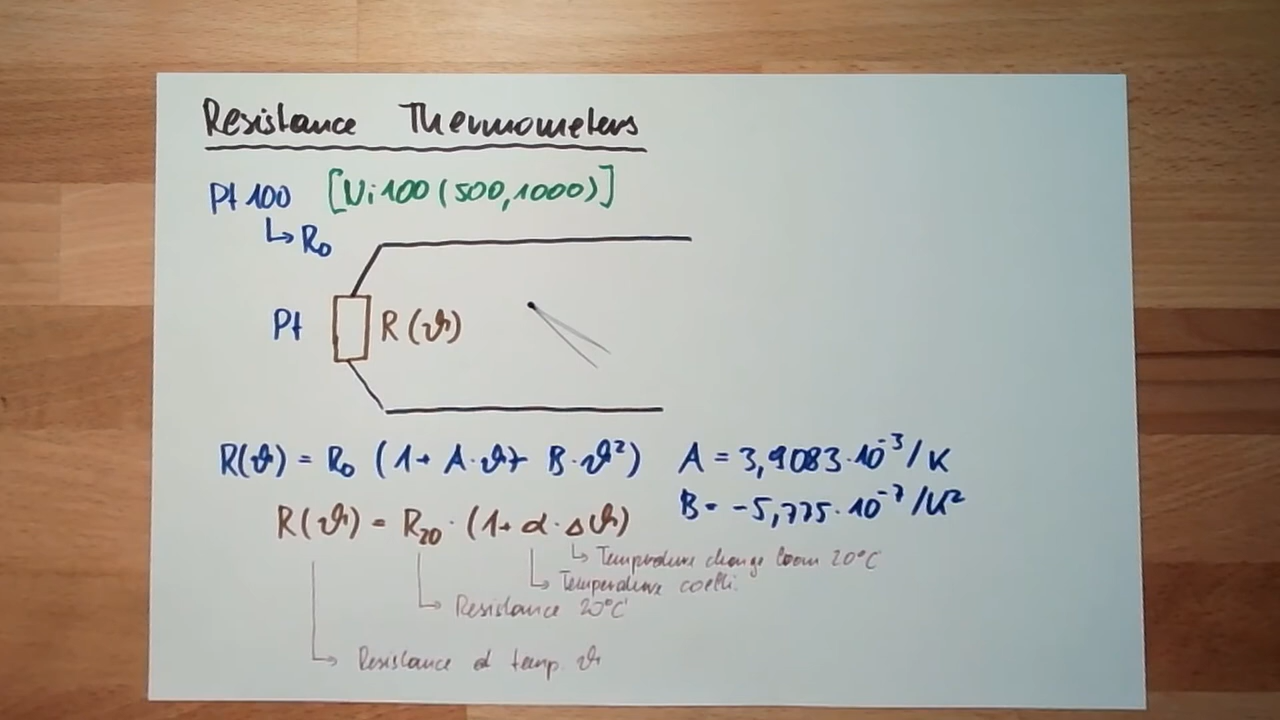 Resistance Thermometers
Pt 100 [Ni 100 (500, 1000)]
↳ R₀
Pt R(ϑ)
R(ϑ) = R₀ (1 + A·ϑ + B·ϑ²) A = 3,9083·10⁻³/K
B = -5,775·10⁻⁷/K²
R(ϑ) = R₂₀ · (1 + α · Δϑ)
↳ Temperature change from 20°C
↳ Temperature coeffi.
↳ Resistance 20°C
↳ Resistance at temp. ϑ